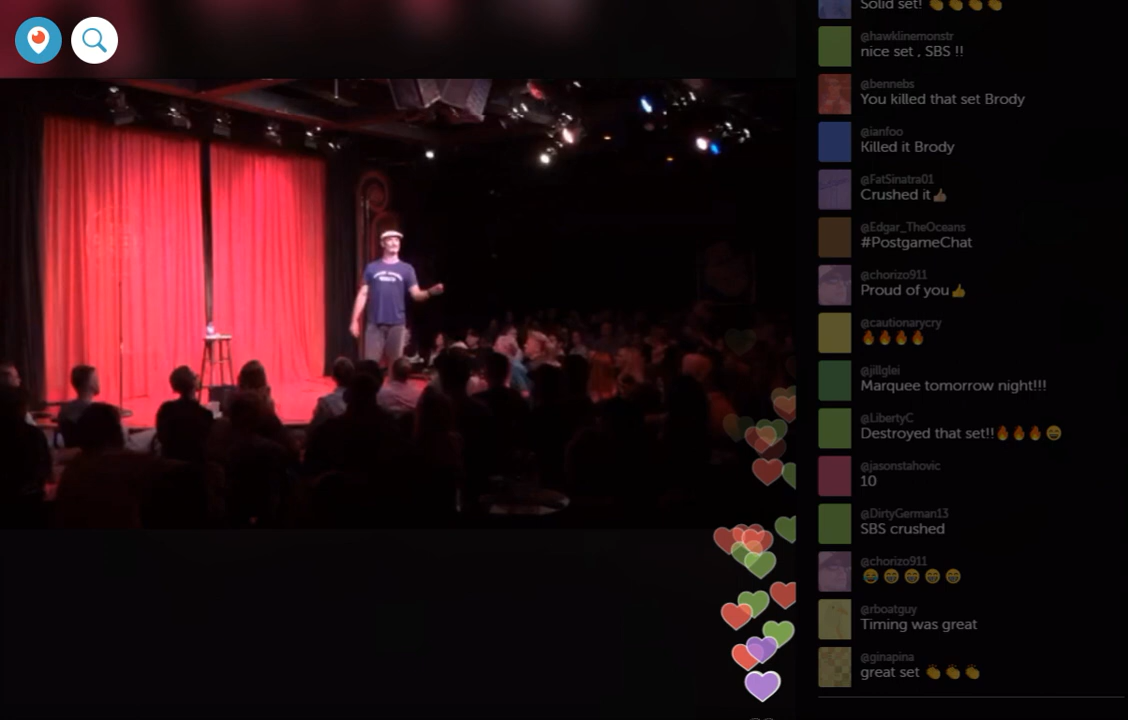 Solid set! 👏👏👏👏
@hawklinemonstr
nice set , SBS !!
@bennebs
You killed that set Brody
@ianfoo
Killed it Brody
@FatSinatra01
Crushed it👍
@Edgar_TheOceans
#PostgameChat
@chorizo911
Proud of you👍
@cautionarycry
🔥🔥🔥🔥
@jillglei
Marquee tomorrow night!!!
@LibertyC
Destroyed that set!!🔥🔥🔥😄
@jasonstahovic
10
@DirtyGerman13
SBS crushed
@chorizo911
😂😁😁😁😁
@rboatguy
Timing was great
@ginapina
great set 👏👏👏